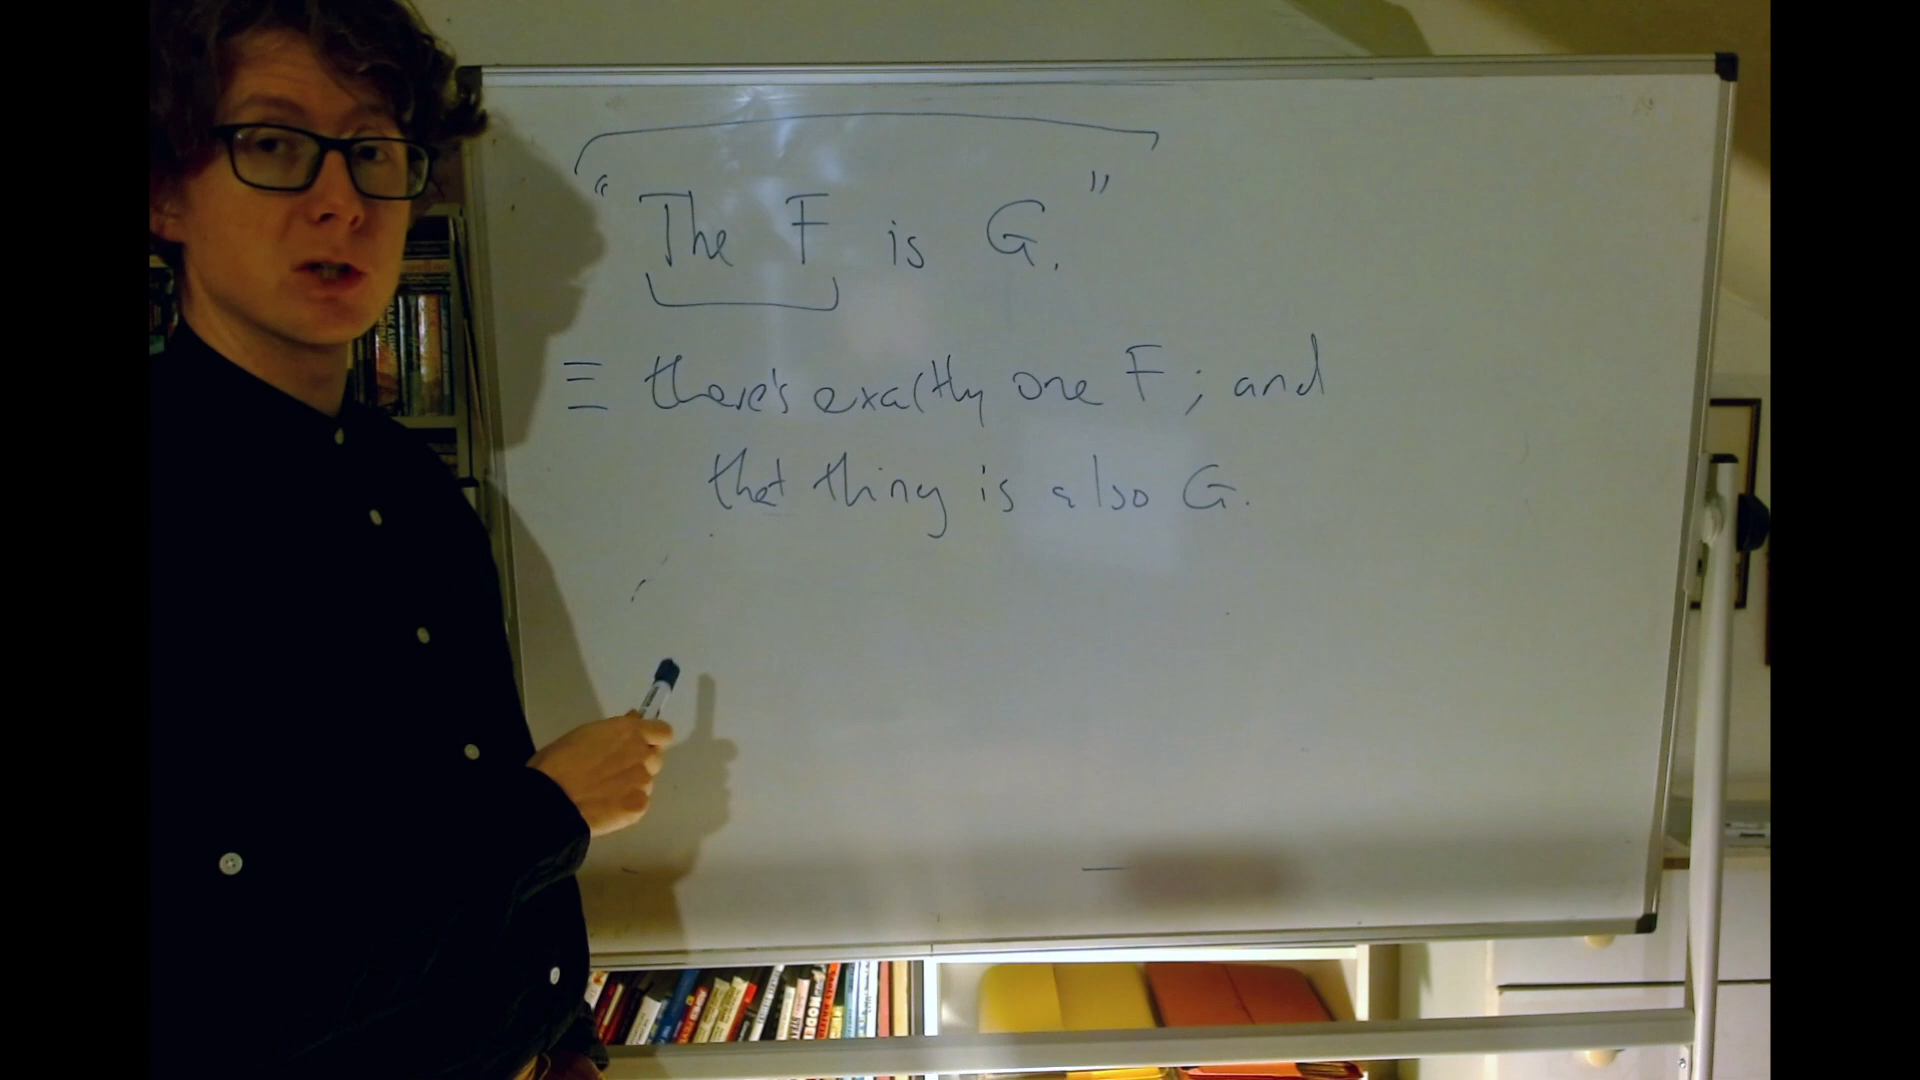 "The F is G."
≡ there's exactly one F; and
that thing is also G.